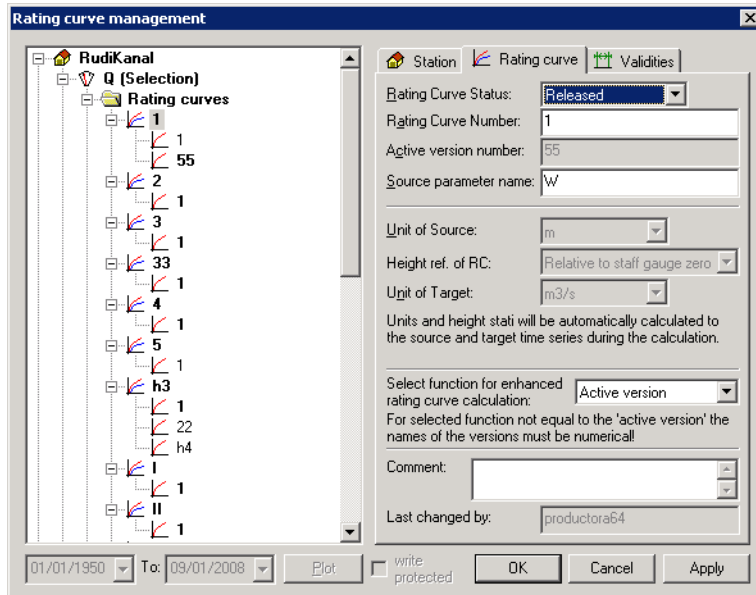 Rating curve management
RudiKanal
Q (Selection)
Rating curves
1
1
55
2
1
3
1
33
1
4
1
5
1
h3
1
22
h4
I
1
II
1
Station
Rating curve
Validities
Rating Curve Status: Released
Rating Curve Number: 1
Active version number: 55
Source parameter name: W
Unit of Source: m
Height ref. of RC: Relative to staff gauge zero
Unit of Target: m3/s
Units and height stati will be automatically calculated to
the source and target time series during the calculation.
Select function for enhanced
rating curve calculation: Active version
For selected function not equal to the 'active version' the
names of the versions must be numerical!
Comment:
Last changed by: productora64
01/01/1950 To: 09/01/2008 Plot write protected OK Cancel Apply